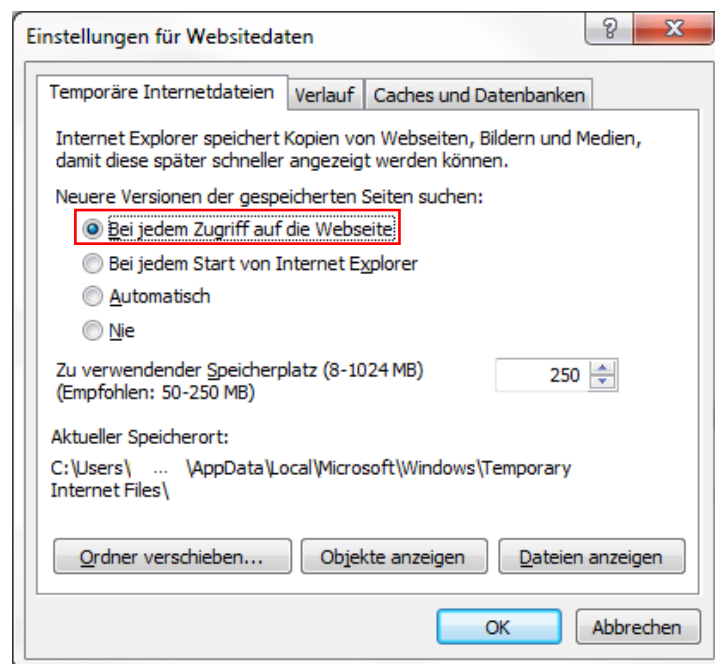 Einstellungen für Websitedaten
Temporäre Internetdateien
Verlauf
Caches und Datenbanken
Internet Explorer speichert Kopien von Webseiten, Bildern und Medien,
damit diese später schneller angezeigt werden können.
Neuere Versionen der gespeicherten Seiten suchen:
Bei jedem Zugriff auf die Webseite
Bei jedem Start von Internet Explorer
Automatisch
Nie
Zu verwendender Speicherplatz (8-1024 MB)
(Empfohlen: 50-250 MB)
250
Aktueller Speicherort:
C:\Users\ ... \AppData\Local\Microsoft\Windows\Temporary
Internet Files\
Ordner verschieben...
Objekte anzeigen
Dateien anzeigen
OK
Abbrechen